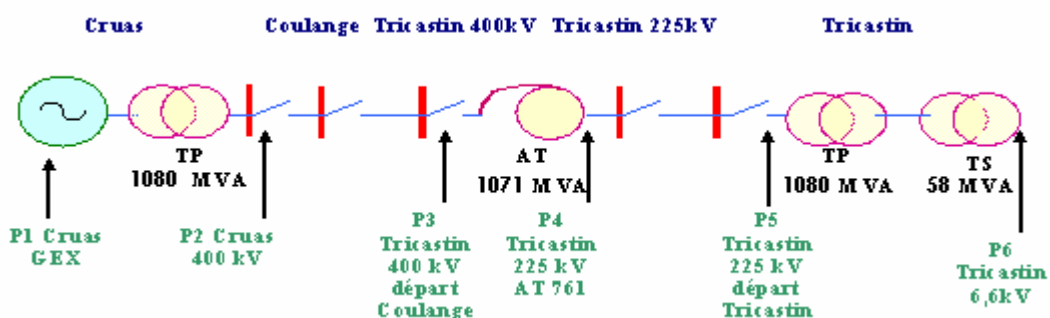 Cruas
Coulange
Tricastin 400kV
Tricastin 225kV
Tricastin
TP
1080 MVA
AT
1071 MVA
TP
1080 MVA
TS
58 MVA
P1 Cruas
GEX
P2 Cruas
400 kV
P3
Tricastin
400 kV
départ
Coulange
P4
Tricastin
225 kV
AT 761
P5
Tricastin
225 kV
départ
Tricastin
P6
Tricastin
6,6kV